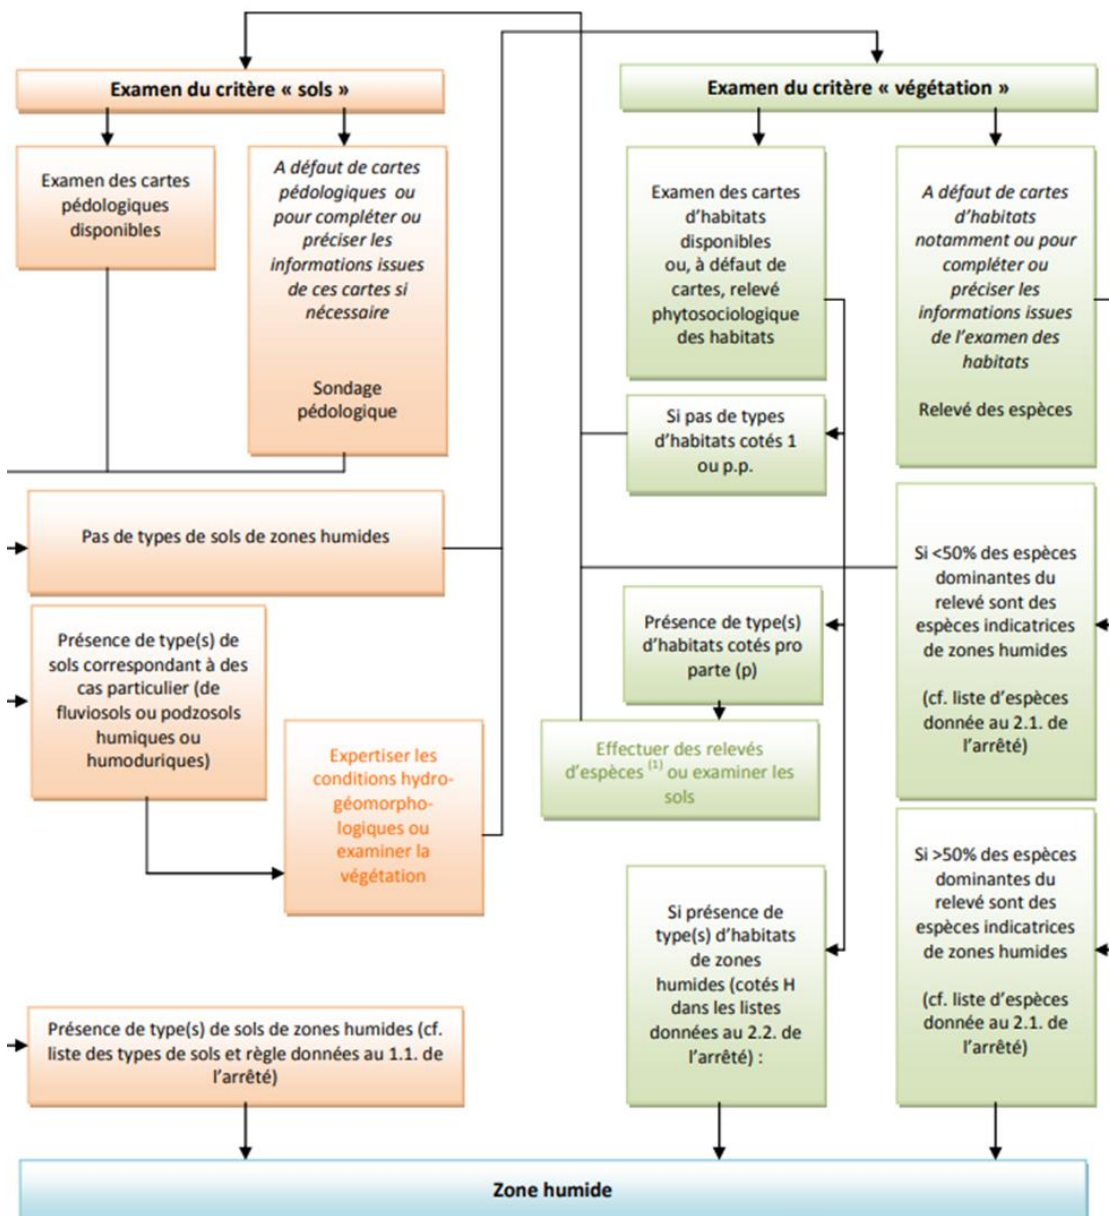 Examen du critère « sols »
Examen des cartes
pédologiques
disponibles
A défaut de cartes
pédologiques ou
pour compléter ou
préciser les
informations issues
de ces cartes si
nécessaire
Sondage
pédologique
Pas de types de sols de zones humides
Présence de type(s) de
sols correspondant à des
cas particulier (de
fluviosols ou podzosols
humiques ou
humoduriques)
Expertiser les
conditions hydro-
géomorpho-
logiques ou
examiner la
végétation
Présence de type(s) de sols de zones humides (cf.
liste des types de sols et règle données au 1.1. de
l’arrêté)
Examen du critère « végétation »
Examen des cartes
d’habitats
disponibles
ou, à défaut de
cartes, relevé
phytosociologique
des habitats
Si pas de types
d’habitats cotés 1
ou p.p.
Présence de type(s)
d’habitats cotés pro
parte (p)
Effectuer des relevés
d’espèces (1) ou examiner les
sols
Si présence de
type(s) d’habitats
de zones
humides (cotés H
dans les listes
données au 2.2. de
l’arrêté) :
A défaut de cartes
d’habitats
notamment ou pour
compléter ou
préciser les
informations issues
de l’examen des
habitats
Relevé des espèces
Si <50% des espèces
dominantes du
relevé sont des
espèces indicatrices
de zones humides
(cf. liste d’espèces
donnée au 2.1. de
l’arrêté)
Si >50% des espèces
dominantes du
relevé sont des
espèces indicatrices
de zones humides
(cf. liste d’espèces
donnée au 2.1. de
l’arrêté)
Zone humide